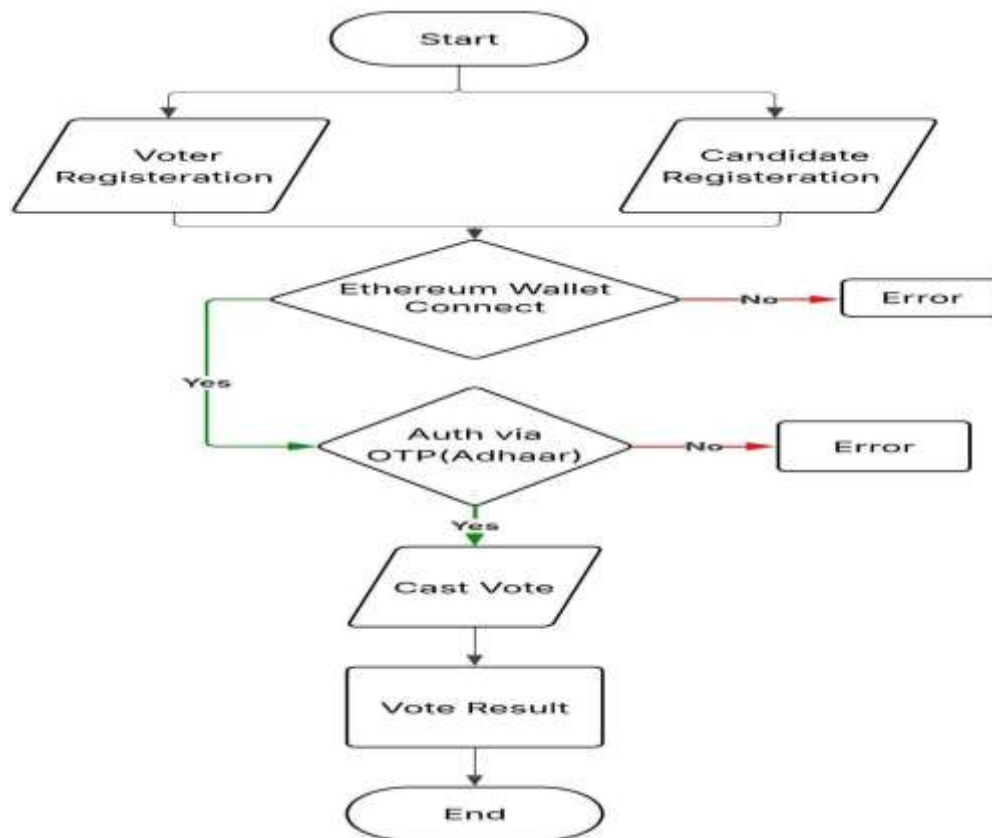 Start
Voter
Registeration
Candidate
Registeration
Ethereum Wallet
Connect
No
Error
Yes
Auth via
OTP(Adhaar)
No
Error
Yes
Cast Vote
Vote Result
End